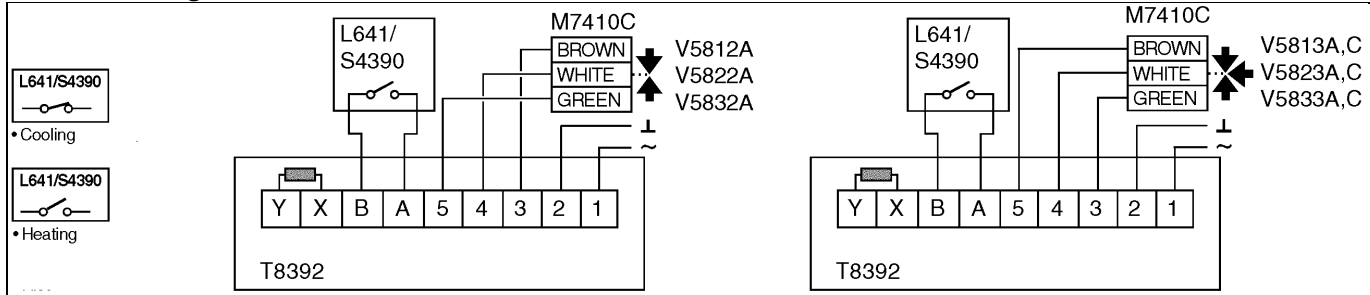 L641/S4390
• Cooling
L641/S4390
• Heating
L641/
S4390
M7410C
BROWN
WHITE
GREEN
V5812A
V5822A
V5832A
~
Y X B A 5 4 3 2 1
T8392
L641/
S4390
M7410C
BROWN
WHITE
GREEN
V5813A,C
V5823A,C
V5833A,C
~
Y X B A 5 4 3 2 1
T8392